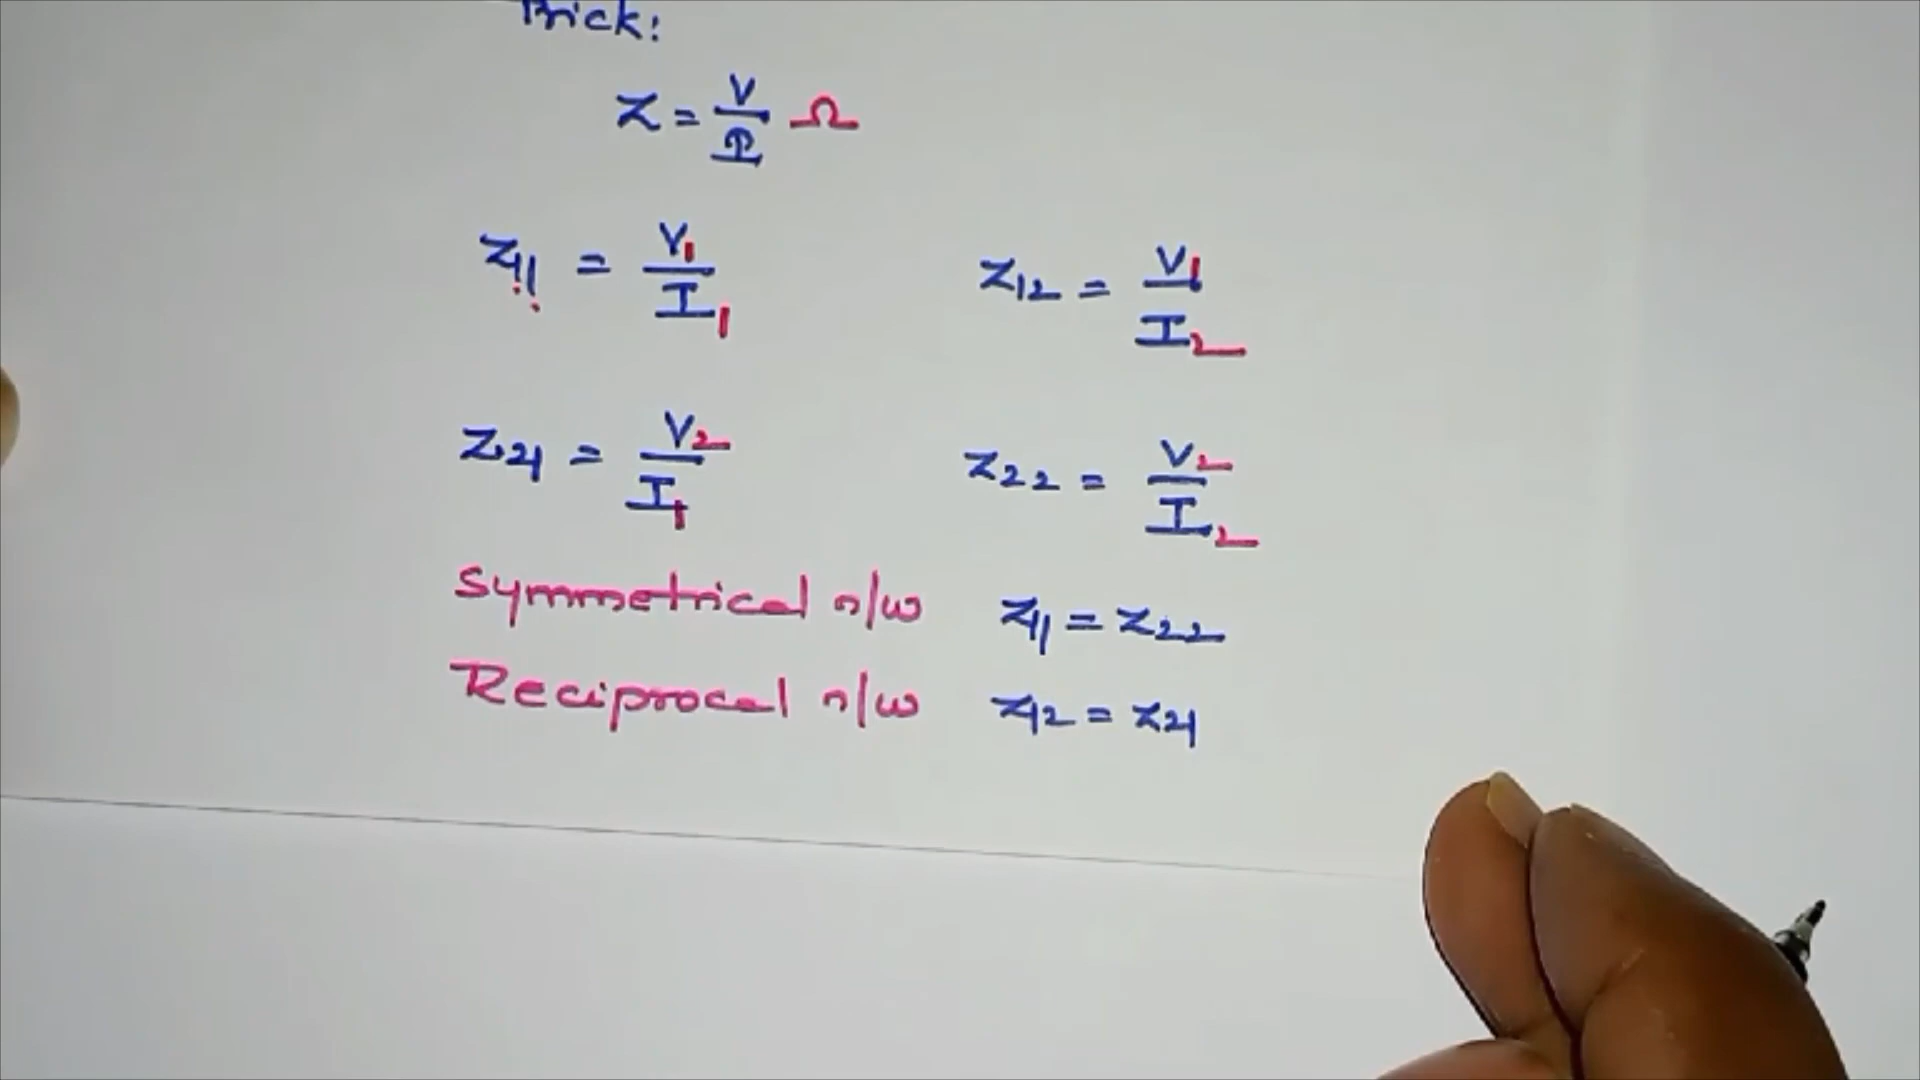 Trick:
Z = V/I Ω
Z11 = V1/I1
Z12 = V1/I2
Z21 = V2/I1
Z22 = V2/I2
Symmetrical n/w Z11 = Z22
Reciprocal n/w Z12 = Z21